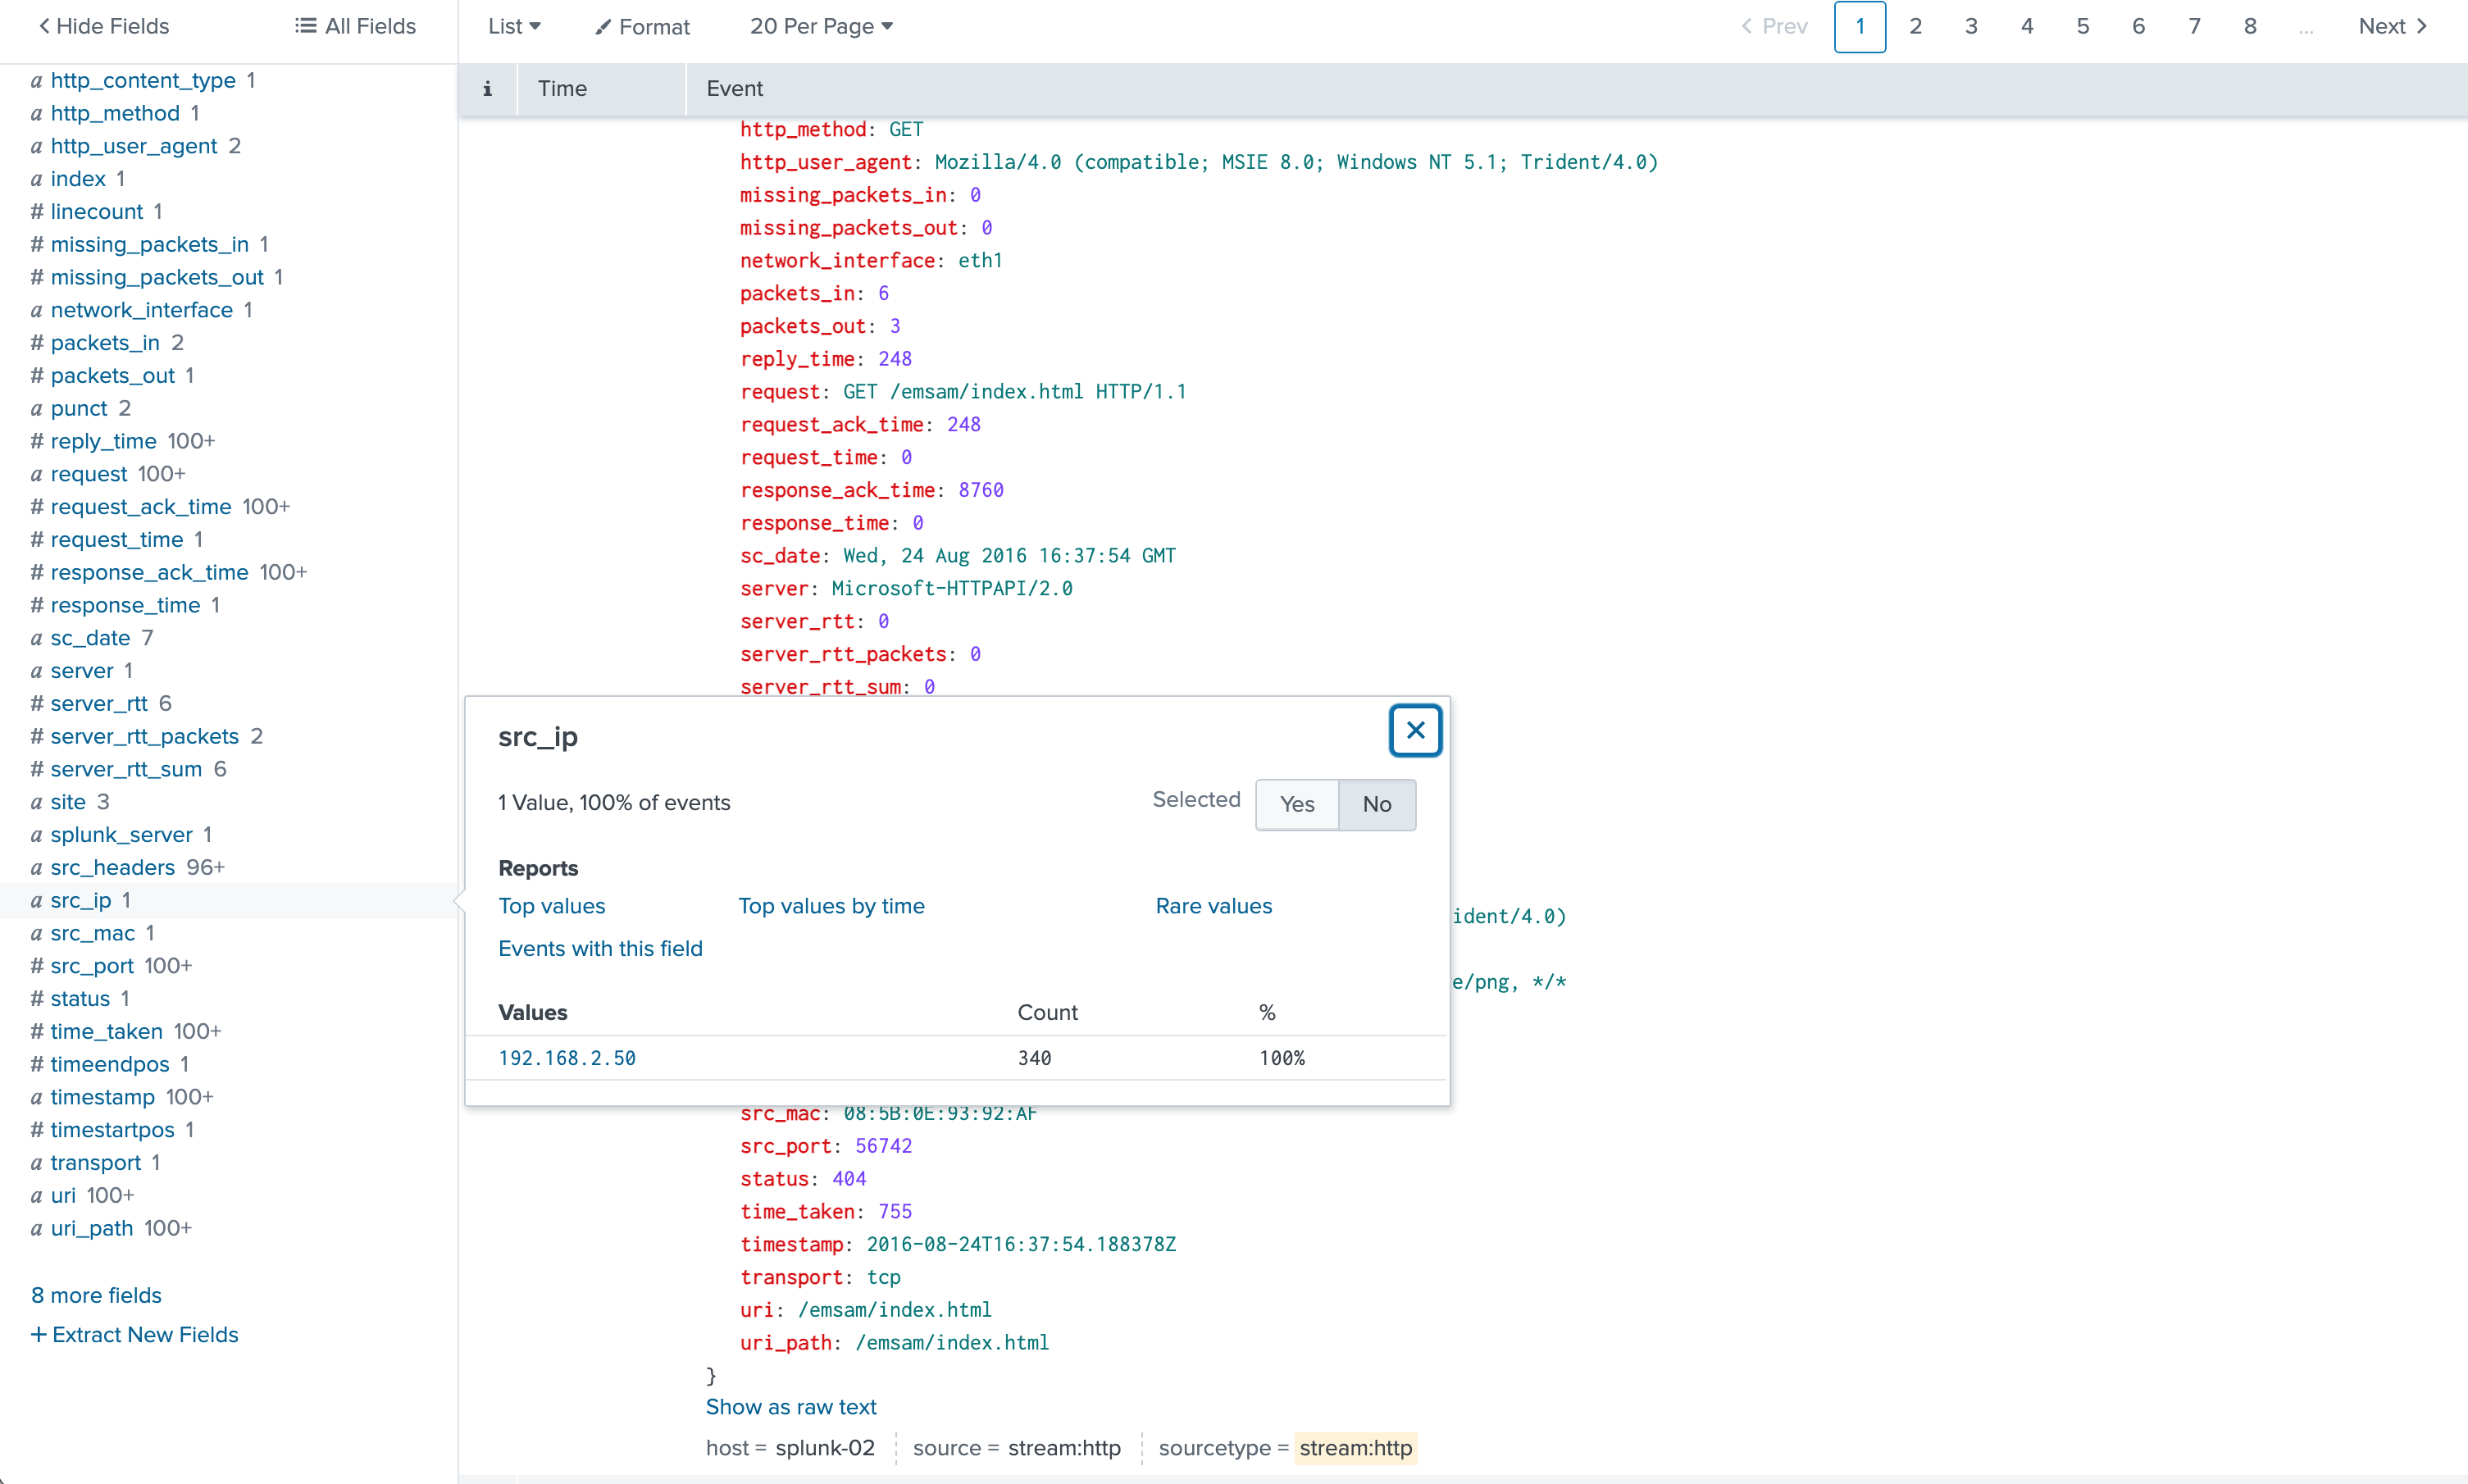 Hide Fields
All Fields
List
Format
20 Per Page
Prev
1
2
3
4
5
6
7
8
...
Next
a http_content_type 1
a http_method 1
a http_user_agent 2
a index 1
# linecount 1
# missing_packets_in 1
# missing_packets_out 1
a network_interface 1
# packets_in 2
# packets_out 1
a punct 2
# reply_time 100+
a request 100+
# request_ack_time 100+
# request_time 1
# response_ack_time 100+
# response_time 1
a sc_date 7
a server 1
# server_rtt 6
# server_rtt_packets 2
# server_rtt_sum 6
a site 3
a splunk_server 1
a src_headers 96+
a src_ip 1
a src_mac 1
# src_port 100+
# status 1
# time_taken 100+
# timeendpos 1
a timestamp 100+
# timestartpos 1
a transport 1
a uri 100+
a uri_path 100+
8 more fields
+ Extract New Fields
i
Time
Event
http_method: GET
http_user_agent: Mozilla/4.0 (compatible; MSIE 8.0; Windows NT 5.1; Trident/4.0)
missing_packets_in: 0
missing_packets_out: 0
network_interface: eth1
packets_in: 6
packets_out: 3
reply_time: 248
request: GET /emsam/index.html HTTP/1.1
request_ack_time: 248
request_time: 0
response_ack_time: 8760
response_time: 0
sc_date: Wed, 24 Aug 2016 16:37:54 GMT
server: Microsoft-HTTPAPI/2.0
server_rtt: 0
server_rtt_packets: 0
server_rtt_sum: 0
src_ip
1 Value, 100% of events
Selected
Yes
No
Reports
Top values
Top values by time
Rare values
Events with this field
Values Count %
192.168.2.50 340 100%
ident/4.0)
e/png, */*
src_mac: 08:5B:0E:93:92:AF
src_port: 56742
status: 404
time_taken: 755
timestamp: 2016-08-24T16:37:54.188378Z
transport: tcp
uri: /emsam/index.html
uri_path: /emsam/index.html
}
Show as raw text
host = splunk-02
source = stream:http
sourcetype = stream:http